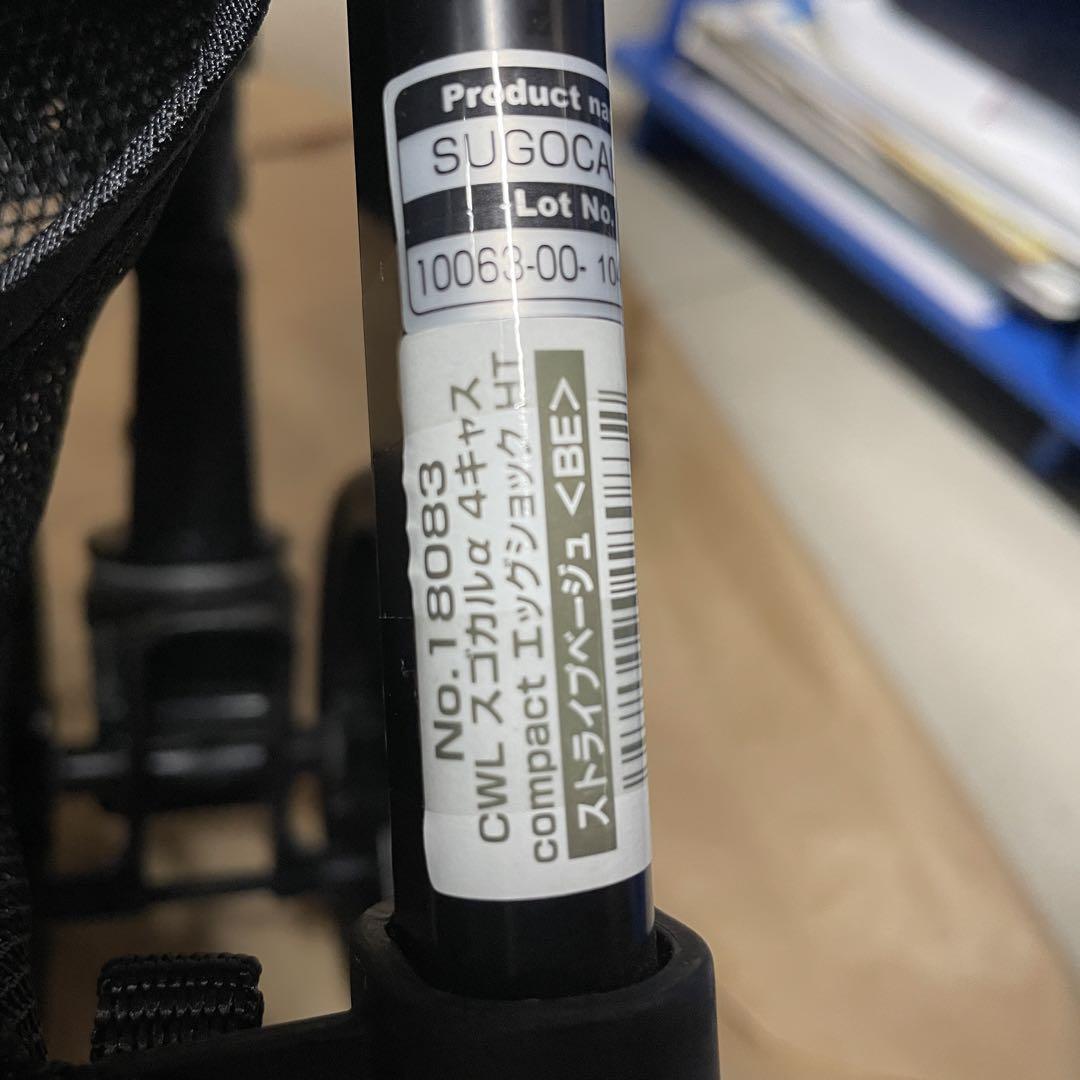 Product na
SUGOCA
Lot No.
10063-00- 10
No.18083
CWL スゴカルα 4キャス
compact エッグショック HT
ストライプベージュ <BE>